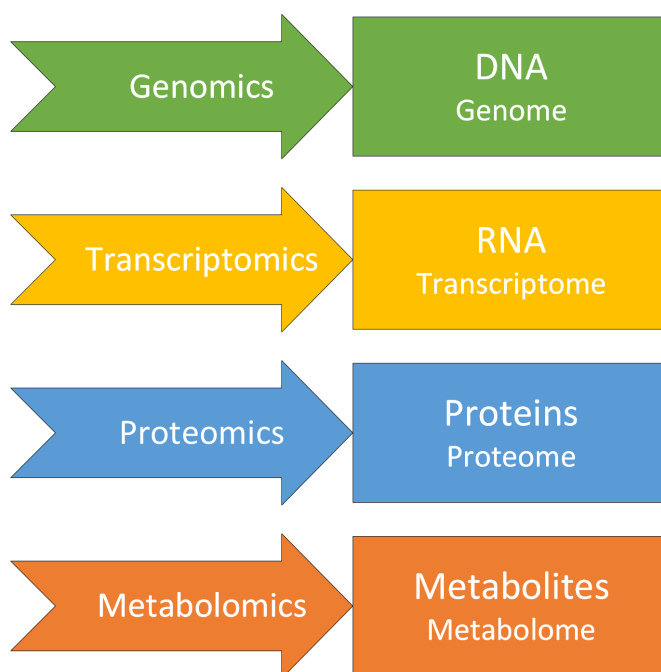 Genomics
DNA
Genome
Transcriptomics
RNA
Transcriptome
Proteomics
Proteins
Proteome
Metabolomics
Metabolites
Metabolome